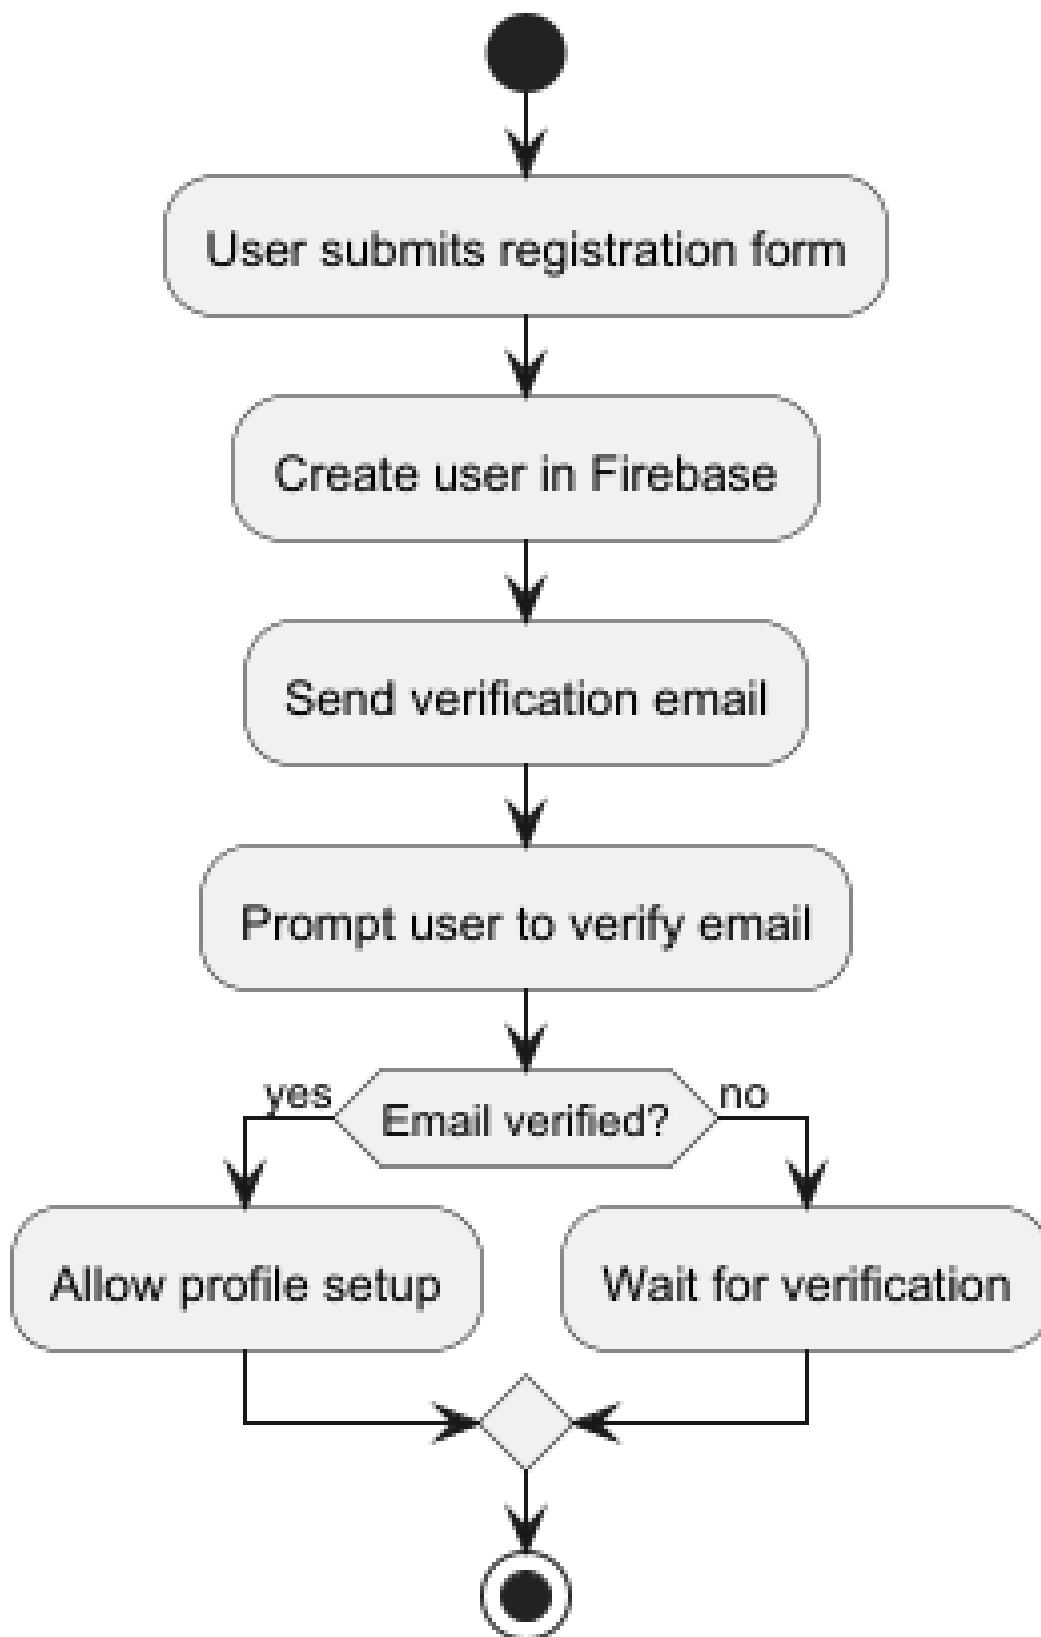 User submits registration form
Create user in Firebase
Send verification email
Prompt user to verify email
yes
Email verified?
no
Allow profile setup
Wait for verification